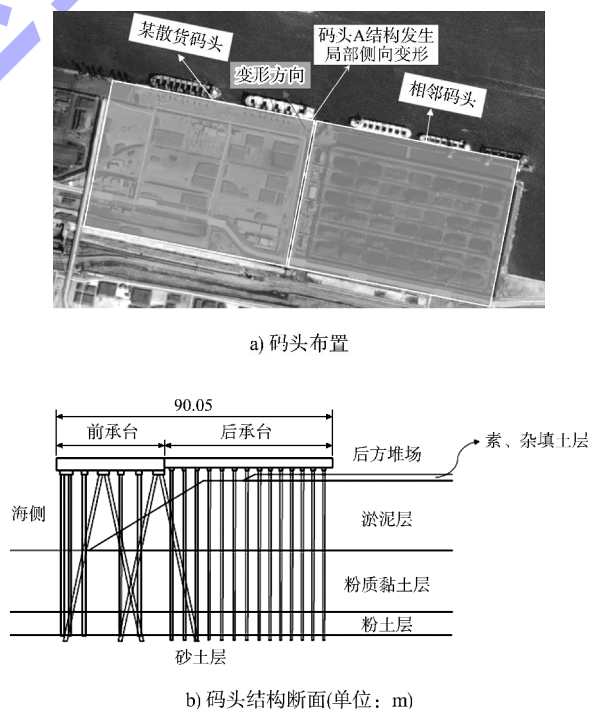 某散货码头
码头A结构发生
局部侧向变形
变形方向
相邻码头
a) 码头布置
90.05
前承台
后承台
后方堆场
素、杂填土层
海侧
淤泥层
粉质黏土层
粉土层
砂土层
b) 码头结构断面(单位：m)